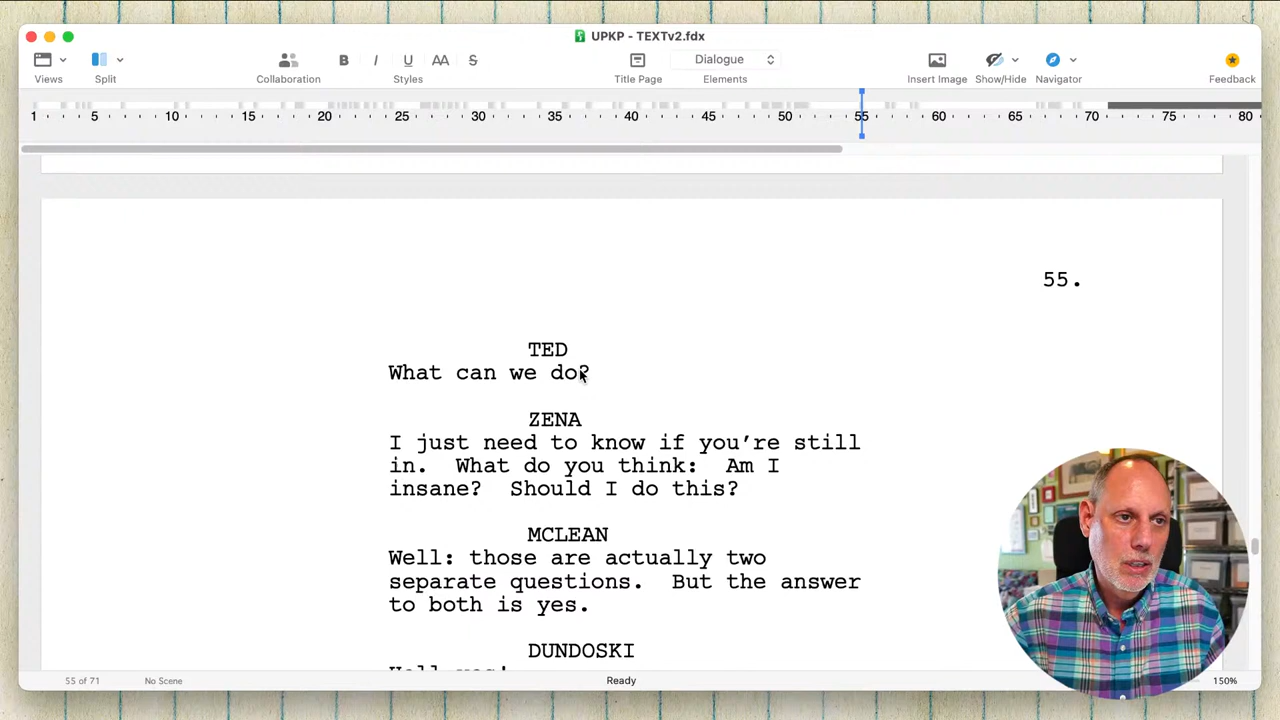 UPKP - TEXTv2.fdx
Dialogue
Views
Split
Collaboration
B I U AA S
Styles
Title Page
Elements
Insert Image
Show/Hide
Navigator
Feedback
1 5 10 15 20 25 30 35 40 45 50 55 60 65 70 75 80
55.
TED
What can we do?
ZENA
I just need to know if you’re still
in.  What do you think:  Am I
insane?  Should I do this?
MCLEAN
Well: those are actually two
separate questions.  But the answer
to both is yes.
DUNDOSKI
55 of 71
No Scene
Ready
150%